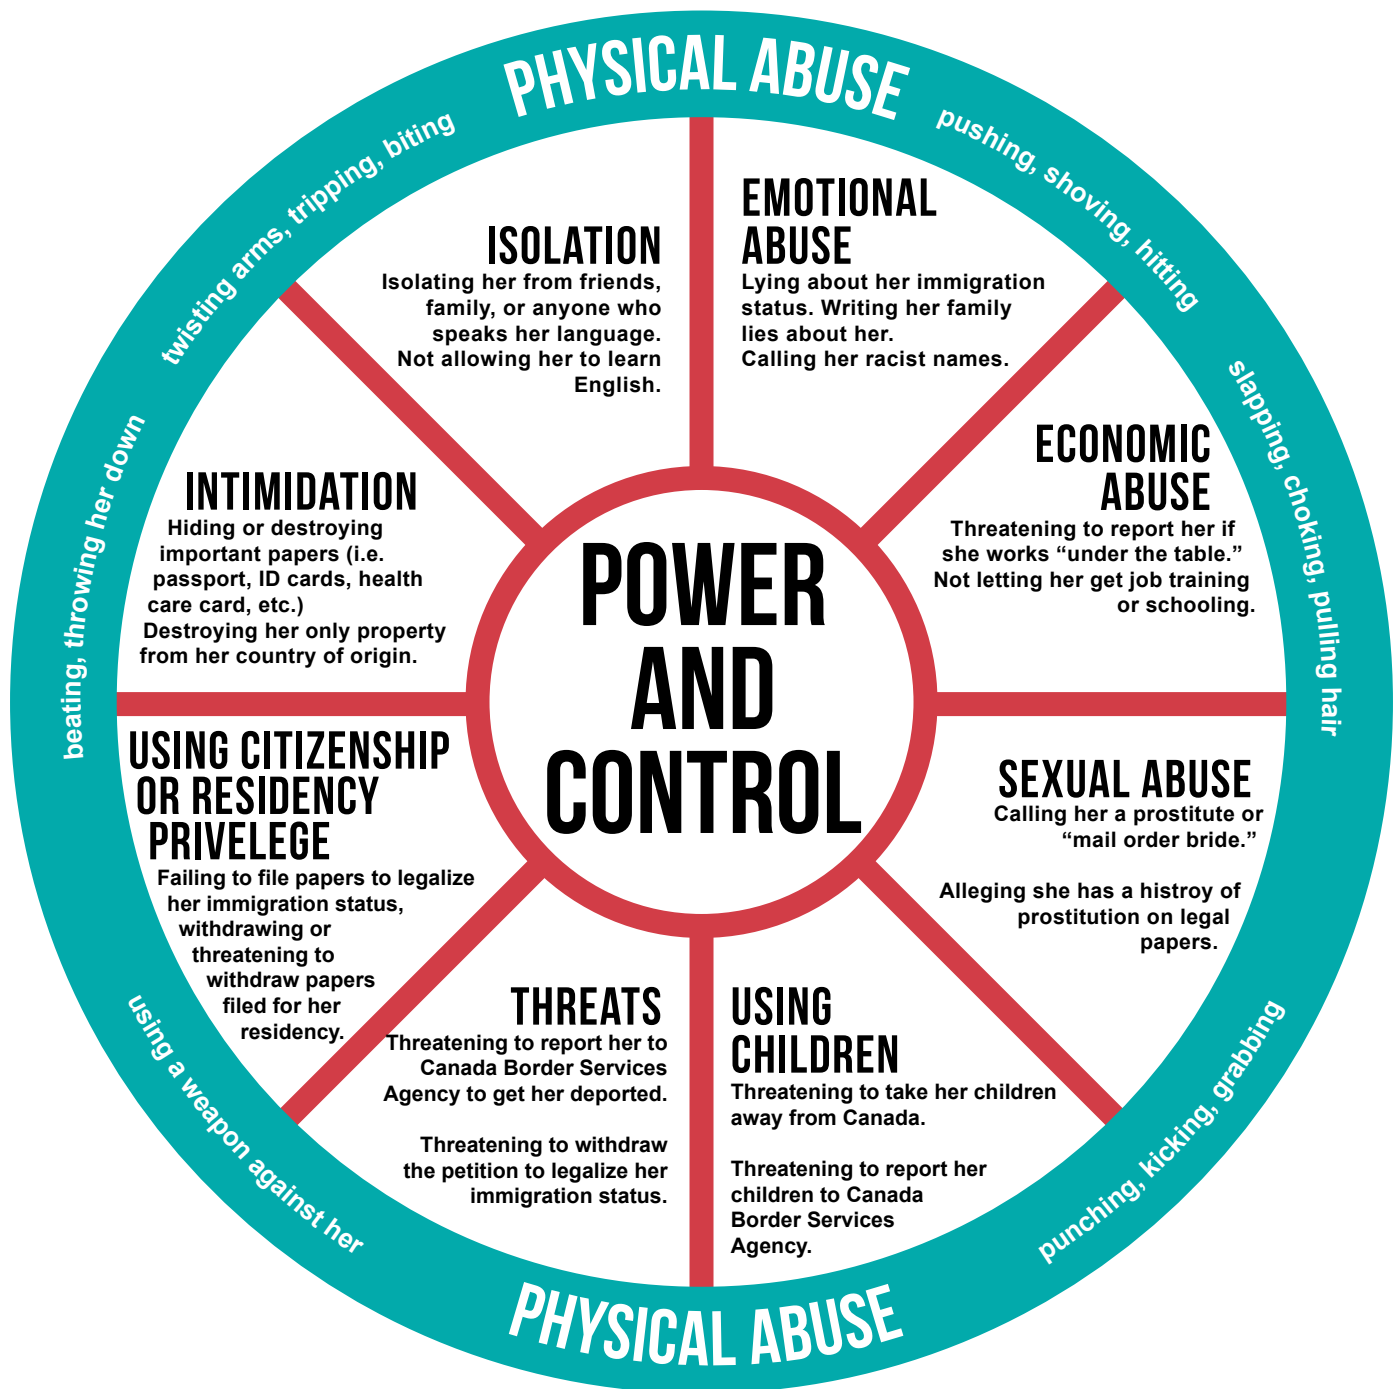 PHYSICAL ABUSE
pushing, shoving, hitting
slapping, choking, pulling hair
punching, kicking, grabbing
PHYSICAL ABUSE
using a weapon against her
beating, throwing her down
twisting arms, tripping, biting
POWER
AND
CONTROL
EMOTIONAL
ABUSE
Lying about her immigration
status. Writing her family
lies about her.
Calling her racist names.
ECONOMIC
ABUSE
Threatening to report her if
she works “under the table.”
Not letting her get job training
or schooling.
SEXUAL ABUSE
Calling her a prostitute or
“mail order bride.”
Alleging she has a histroy of
prostitution on legal
papers.
USING
CHILDREN
Threatening to take her children
away from Canada.
Threatening to report her
children to Canada
Border Services
Agency.
THREATS
Threatening to report her to
Canada Border Services
Agency to get her deported.
Threatening to withdraw
the petition to legalize her
immigration status.
USING CITIZENSHIP
OR RESIDENCY
PRIVELEGE
Failing to file papers to legalize
her immigration status,
withdrawing or
threatening to
withdraw papers
filed for her
residency.
INTIMIDATION
Hiding or destroying
important papers (i.e.
passport, ID cards, health
care card, etc.)
Destroying her only property
from her country of origin.
ISOLATION
Isolating her from friends,
family, or anyone who
speaks her language.
Not allowing her to learn
English.